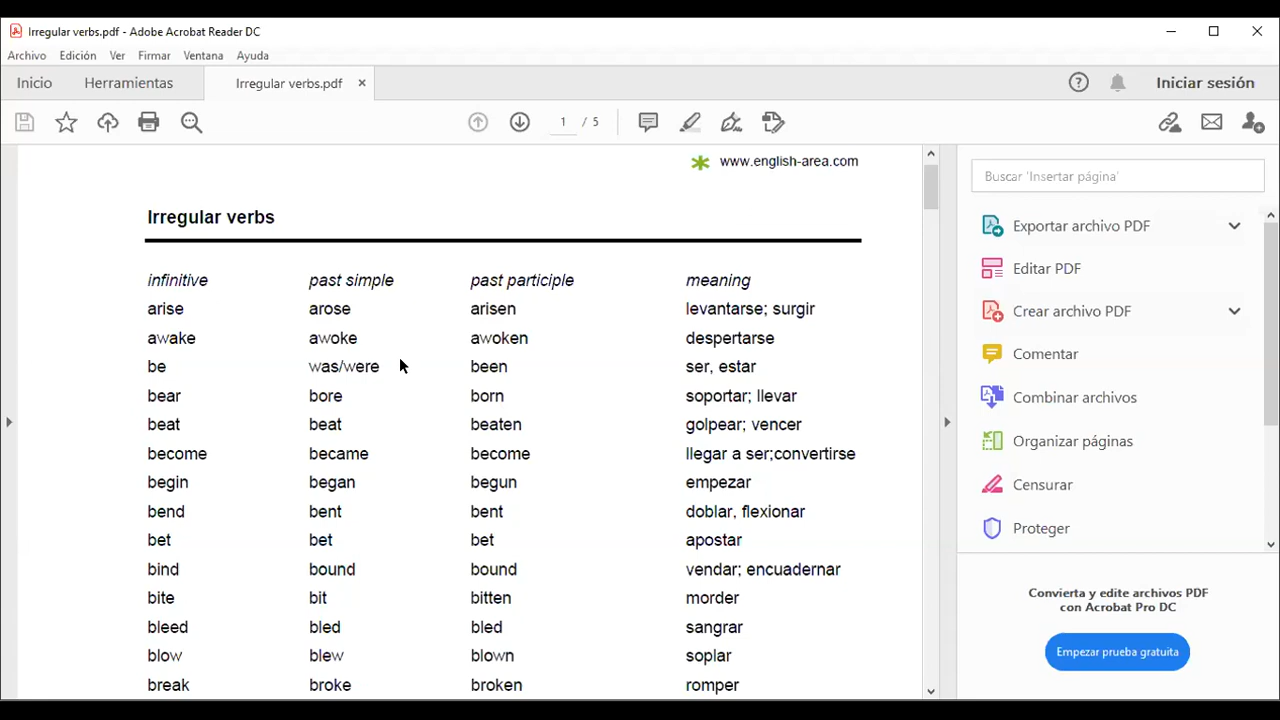 Irregular verbs.pdf - Adobe Acrobat Reader DC
Archivo Edición Ver Firmar Ventana Ayuda
Inicio Herramientas Irregular verbs.pdf × Iniciar sesión
1 / 5
www.english-area.com
Buscar 'Insertar página'
Irregular verbs
infinitive past simple past participle meaning
arise arose arisen levantarse; surgir
awake awoke awoken despertarse
be was/were been ser, estar
bear bore born soportar; llevar
beat beat beaten golpear; vencer
become became become llegar a ser;convertirse
begin began begun empezar
bend bent bent doblar, flexionar
bet bet bet apostar
bind bound bound vendar; encuadernar
bite bit bitten morder
bleed bled bled sangrar
blow blew blown soplar
break broke broken romper
Exportar archivo PDF
Editar PDF
Crear archivo PDF
Comentar
Combinar archivos
Organizar páginas
Censurar
Proteger
Convierta y edite archivos PDF
con Acrobat Pro DC
Empezar prueba gratuita